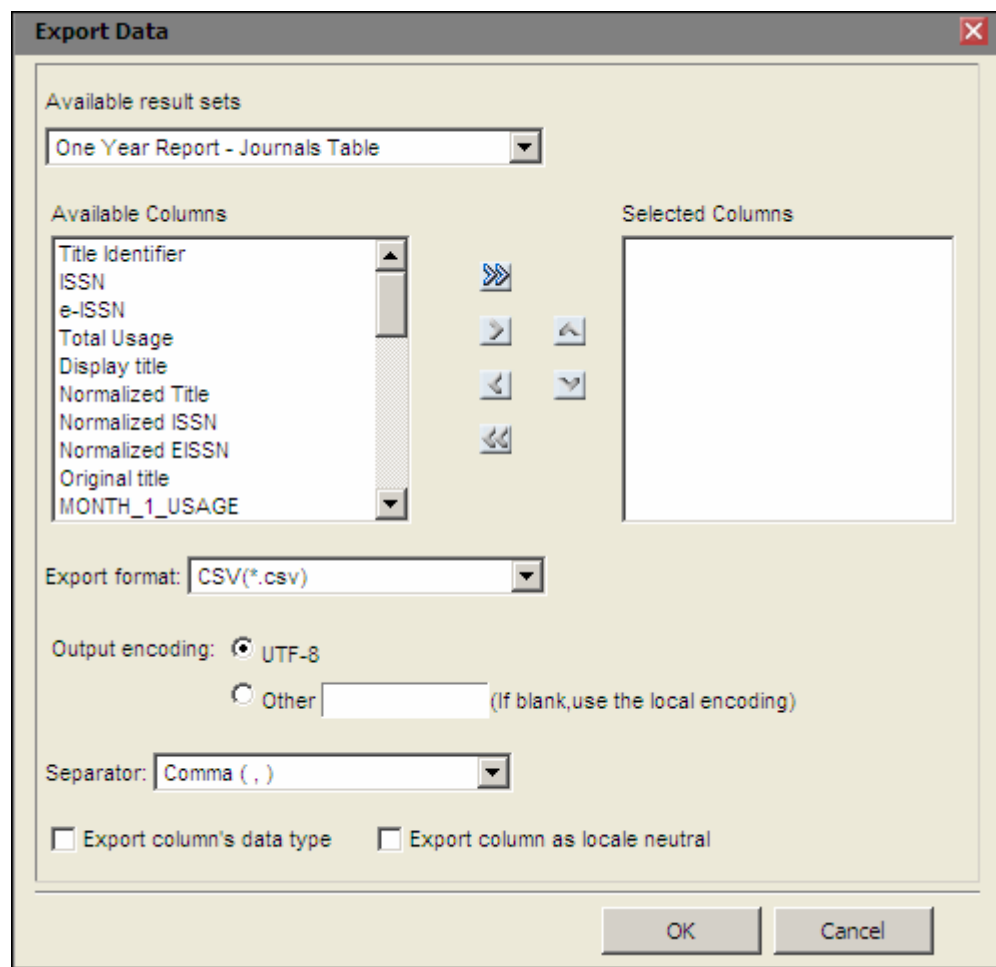 Export Data
Available result sets
One Year Report - Journals Table
Available Columns
Selected Columns
Title Identifier
ISSN
e-ISSN
Total Usage
Display title
Normalized Title
Normalized ISSN
Normalized EISSN
Original title
MONTH_1_USAGE
Export format: CSV(*.csv)
Output encoding: UTF-8
Other (If blank,use the local encoding)
Separator: Comma ( , )
Export column's data type Export column as locale neutral
OK Cancel